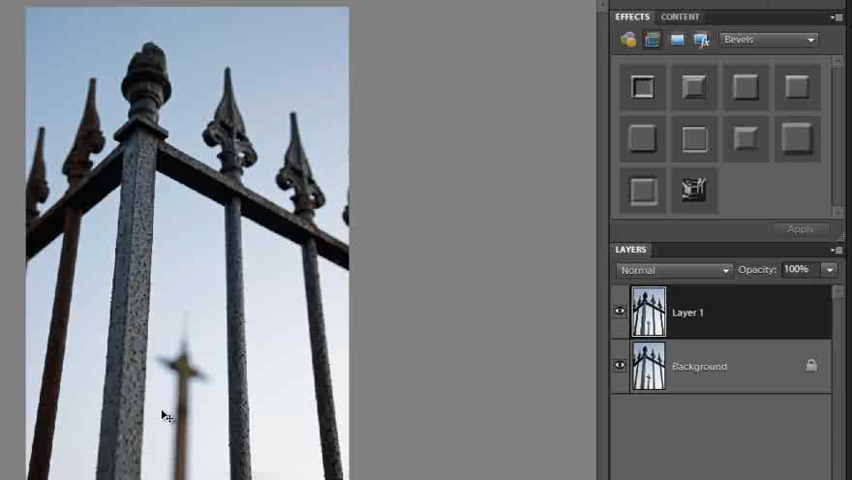 EFFECTS CONTENT
Bevels
Apply
LAYERS
Normal Opacity: 100%
Layer 1
Background